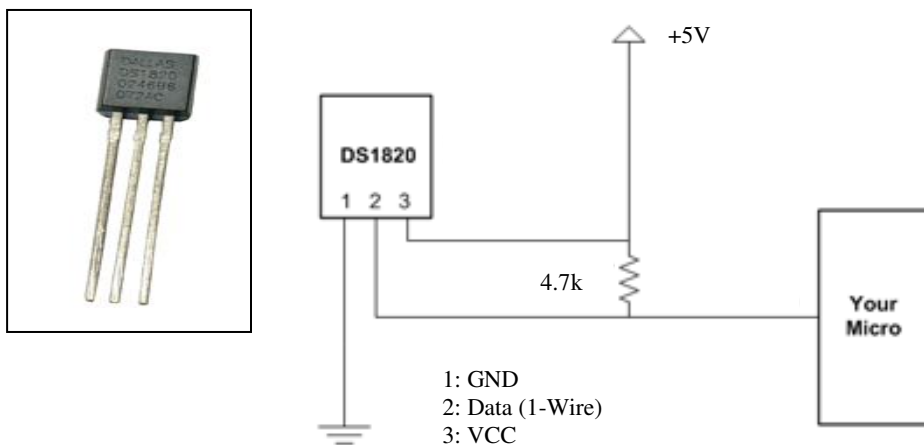 DALLAS
DS1820
+5V
DS1820
1 2 3
4.7k
Your
Micro
1: GND
2: Data (1-Wire)
3: VCC